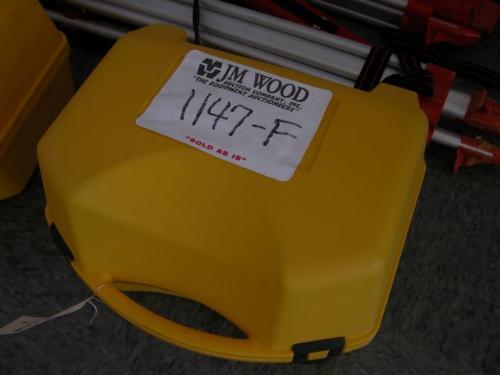 JM WOOD
AUCTION COMPANY, INC.
"THE EQUIPMENT AUCTIONEERS"
1147-F
"SOLD AS IS"